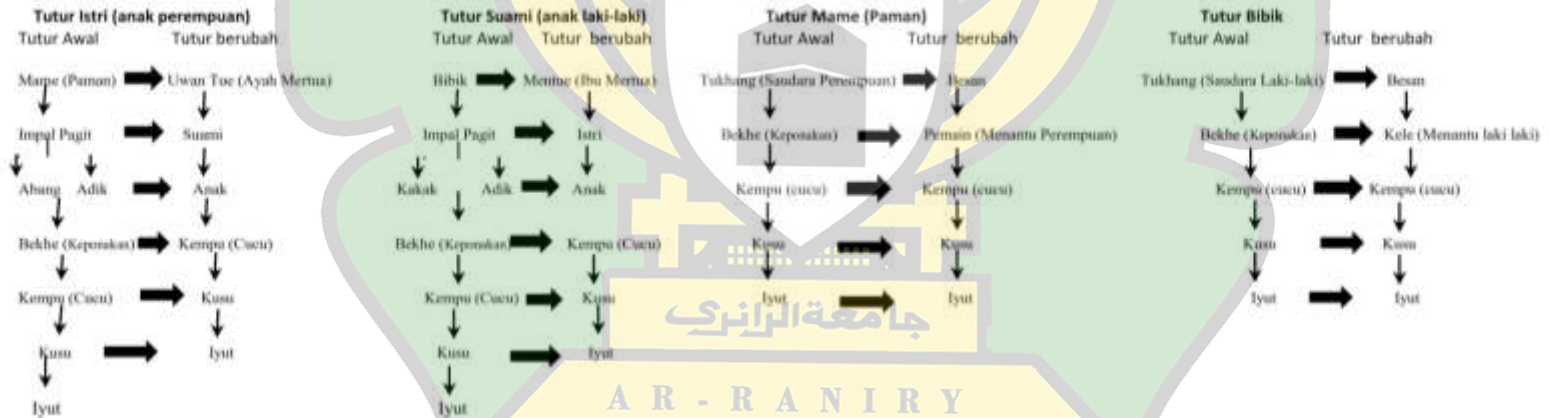 Tutur Istri (anak perempuan)
Tutur Awal Tutur berubah
Mame (Paman) Uwan Toe (Ayah Mertua)
Impal Pagit Suami
Abang Adik Anak
Bekhe (Keponakan) Kempu (Cucu)
Kempu (Cucu) Kusu
Kusu Iyut
Iyut
Tutur Suami (anak laki-laki)
Tutur Awal Tutur berubah
Bibik Mentue (Ibu Mertua)
Impal Pagit Istri
Kakak Adik Anak
Bekhe (Keponakan) Kempu (Cucu)
Kempu (Cucu) Kusu
Kusu Iyut
Iyut
Tutur Mame (Paman)
Tutur Awal Tutur berubah
Tukhang (Saudara Perempuan) Besan
Bekhe (Keponakan) Pemain (Menantu Perempuan)
Kempu (cucu) Kempu (cucu)
Kusu Kusu
Iyut Iyut
Tutur Bibik
Tutur Awal Tutur berubah
Tukhang (Saudara Laki-laki) Besan
Bekhe (Keponakan) Kele (Menantu laki laki)
Kempu (cucu) Kempu (cucu)
Kusu Kusu
Iyut Iyut
جامعة الرانري
AR-RANIRY